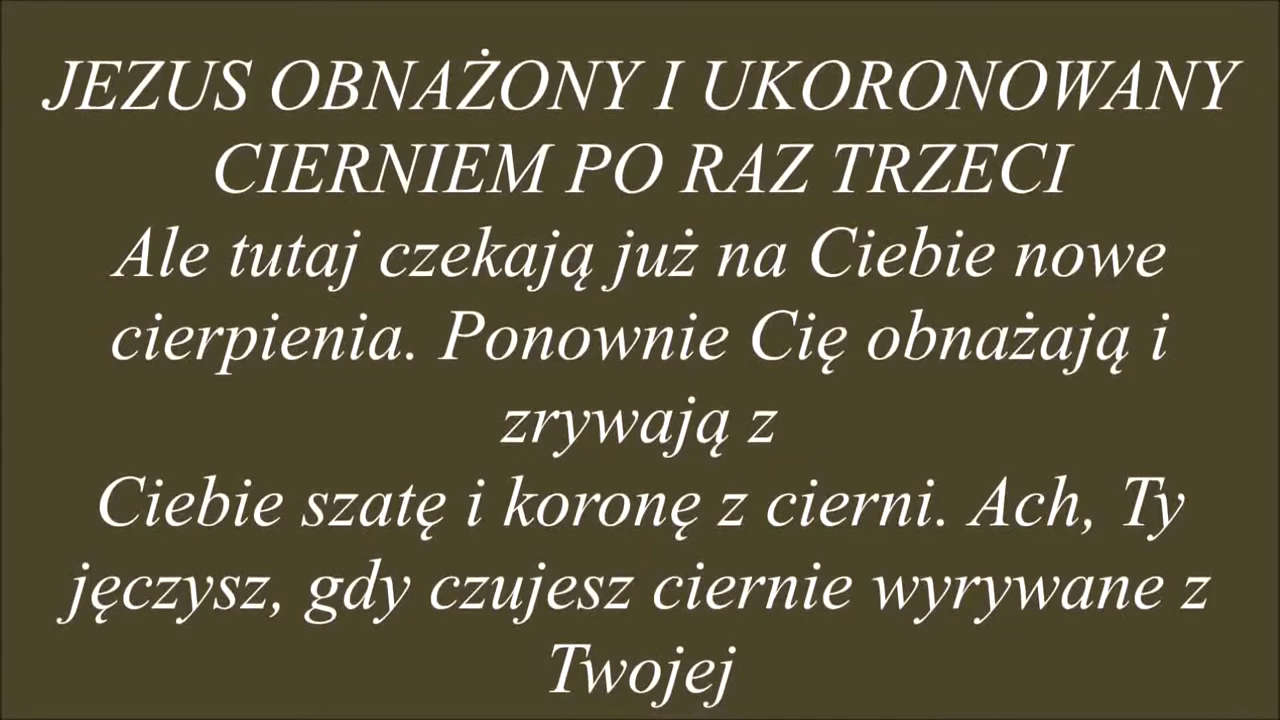 JEZUS OBNAŻONY I UKORONOWANY
CIERNIEM PO RAZ TRZECI
Ale tutaj czekają już na Ciebie nowe
cierpienia. Ponownie Cię obnażają i
zrywają z
Ciebie szatę i koronę z cierni. Ach, Ty
jęczysz, gdy czujesz ciernie wyrywane z
Twojej